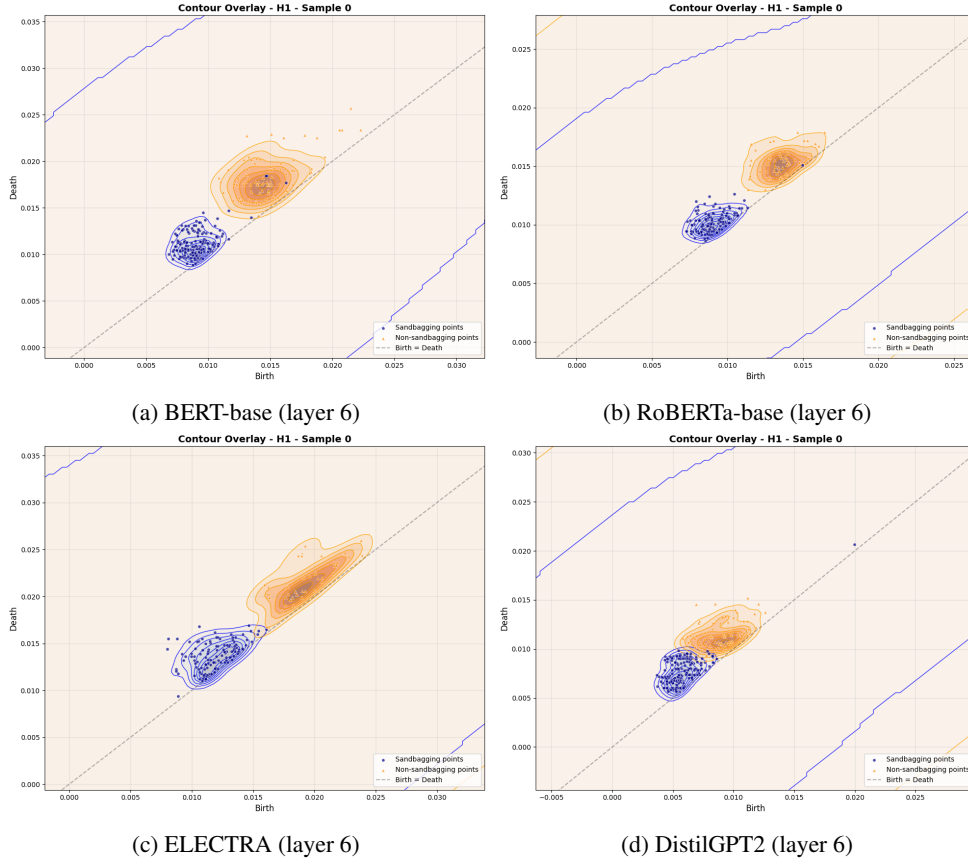 Contour Overlay - H1 - Sample 0
0.035
0.030
0.025
0.020
0.015
0.010
0.005
0.000
Death
0.000
0.005
0.010
0.015
0.020
0.025
0.030
Birth
Sandbagging points
Non-sandbagging points
Birth = Death
(a) BERT-base (layer 6)
Contour Overlay - H1 - Sample 0
0.025
0.020
0.015
0.010
0.005
0.000
Death
0.000
0.005
0.010
0.015
0.020
0.025
Birth
Sandbagging points
Non-sandbagging points
Birth = Death
(b) RoBERTa-base (layer 6)
Contour Overlay - H1 - Sample 0
0.035
0.030
0.025
0.020
0.015
0.010
0.005
0.000
Death
0.000
0.005
0.010
0.015
0.020
0.025
0.030
Birth
Sandbagging points
Non-sandbagging points
Birth = Death
(c) ELECTRA (layer 6)
Contour Overlay - H1 - Sample 0
0.030
0.025
0.020
0.015
0.010
0.005
0.000
Death
−0.005
0.000
0.005
0.010
0.015
0.020
0.025
Birth
Sandbagging points
Non-sandbagging points
Birth = Death
(d) DistilGPT2 (layer 6)